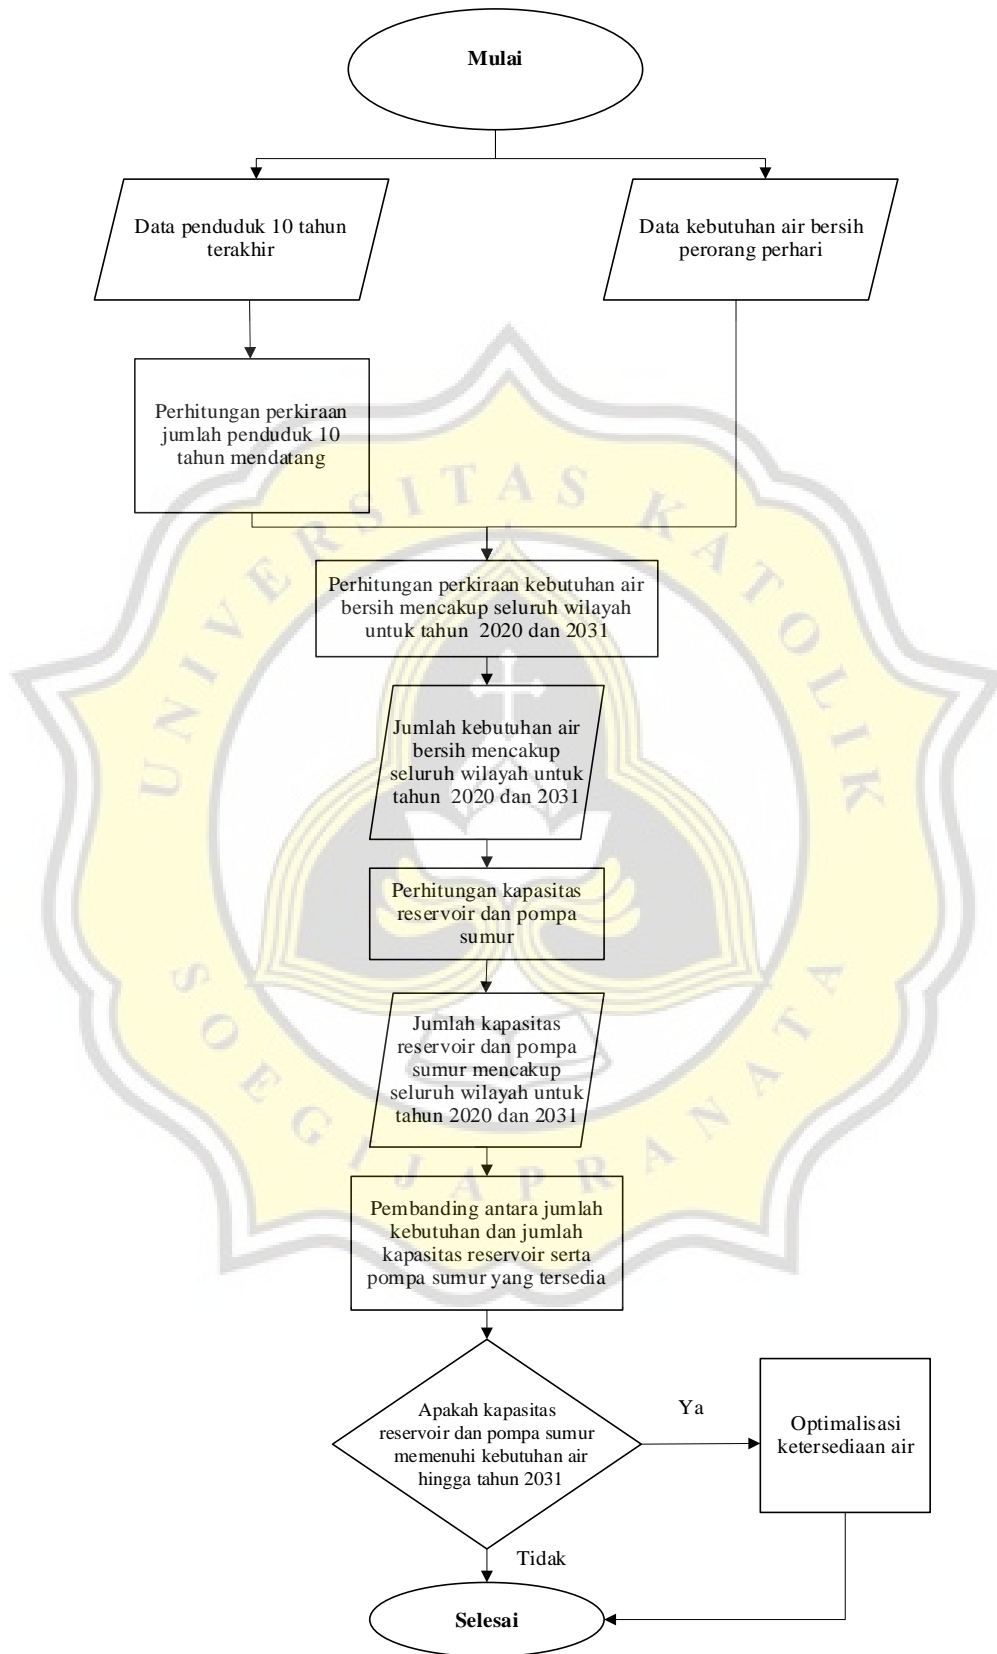 Mulai
Data penduduk 10 tahun
terakhir
Data kebutuhan air bersih
perorang perhari
Perhitungan perkiraan
jumlah penduduk 10
tahun mendatang
Perhitungan perkiraan kebutuhan air
bersih mencakup seluruh wilayah
untuk tahun 2020 dan 2031
Jumlah kebutuhan air
bersih mencakup
seluruh wilayah untuk
tahun 2020 dan 2031
Perhitungan kapasitas
reservoir dan pompa
sumur
Jumlah kapasitas
reservoir dan pompa
sumur mencakup
seluruh wilayah untuk
tahun 2020 dan 2031
Pembanding antara jumlah
kebutuhan dan jumlah
kapasitas reservoir serta
pompa sumur yang tersedia
Apakah kapasitas
reservoir dan pompa sumur
memenuhi kebutuhan air
hingga tahun 2031
Ya
Optimalisasi
ketersediaan air
Tidak
Selesai
UNIVERSITAS KATOLIK
SOEGIJAPRANATA